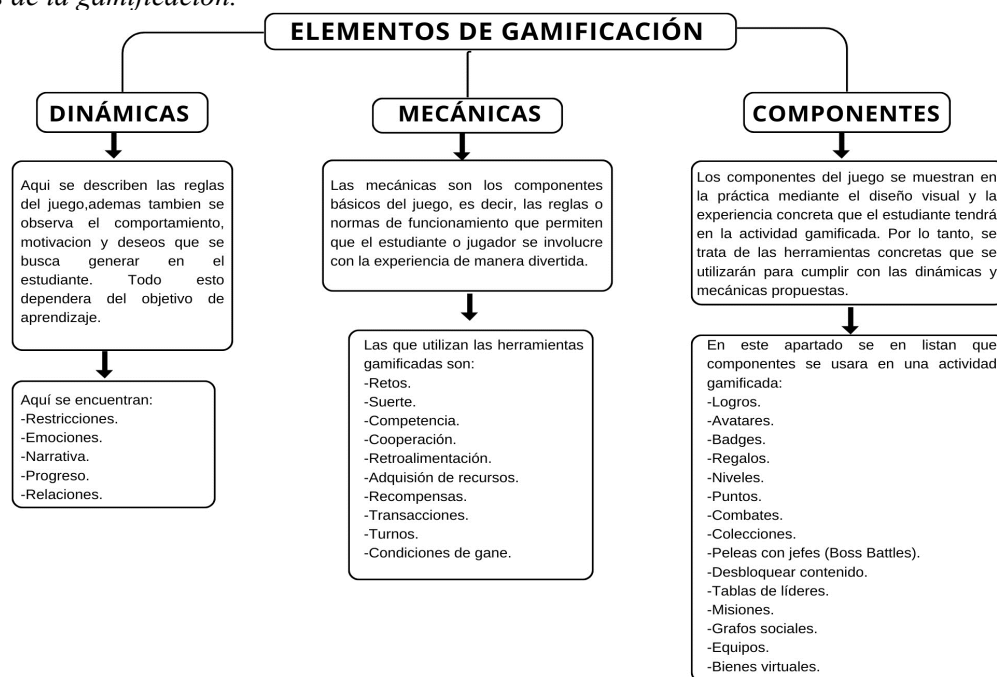 s de la gamificación.
ELEMENTOS DE GAMIFICACIÓN
DINÁMICAS
Aqui se describen las reglas
del juego,ademas tambien se
observa el comportamiento,
motivacion y deseos que se
busca generar en el
estudiante. Todo esto
dependera del objetivo de
aprendizaje.
Aquí se encuentran:
-Restricciones.
-Emociones.
-Narrativa.
-Progreso.
-Relaciones.
MECÁNICAS
Las mecánicas son los componentes
básicos del juego, es decir, las reglas o
normas de funcionamiento que permiten
que el estudiante o jugador se involucre
con la experiencia de manera divertida.
Las que utilizan las herramientas
gamificadas son:
-Retos.
-Suerte.
-Competencia.
-Cooperación.
-Retroalimentación.
-Adquisión de recursos.
-Recompensas.
-Transacciones.
-Turnos.
-Condiciones de gane.
COMPONENTES
Los componentes del juego se muestran en
la práctica mediante el diseño visual y la
experiencia concreta que el estudiante tendrá
en la actividad gamificada. Por lo tanto, se
trata de las herramientas concretas que se
utilizarán para cumplir con las dinámicas y
mecánicas propuestas.
En este apartado se en listan que
componentes se usara en una actividad
gamificada:
-Logros.
-Avatares.
-Badges.
-Regalos.
-Niveles.
-Puntos.
-Combates.
-Colecciones.
-Peleas con jefes (Boss Battles).
-Desbloquear contenido.
-Tablas de líderes.
-Misiones.
-Grafos sociales.
-Equipos.
-Bienes virtuales.